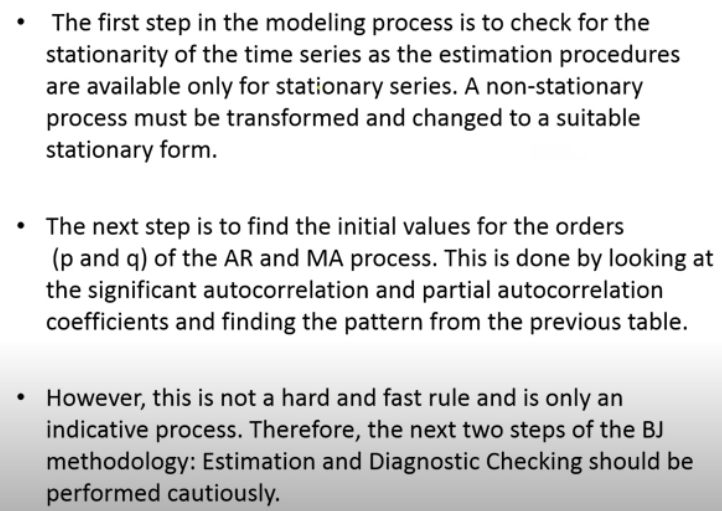 • The first step in the modeling process is to check for the
stationarity of the time series as the estimation procedures
are available only for stationary series. A non-stationary
process must be transformed and changed to a suitable
stationary form.
• The next step is to find the initial values for the orders
(p and q) of the AR and MA process. This is done by looking at
the significant autocorrelation and partial autocorrelation
coefficients and finding the pattern from the previous table.
• However, this is not a hard and fast rule and is only an
indicative process. Therefore, the next two steps of the BJ
methodology: Estimation and Diagnostic Checking should be
performed cautiously.